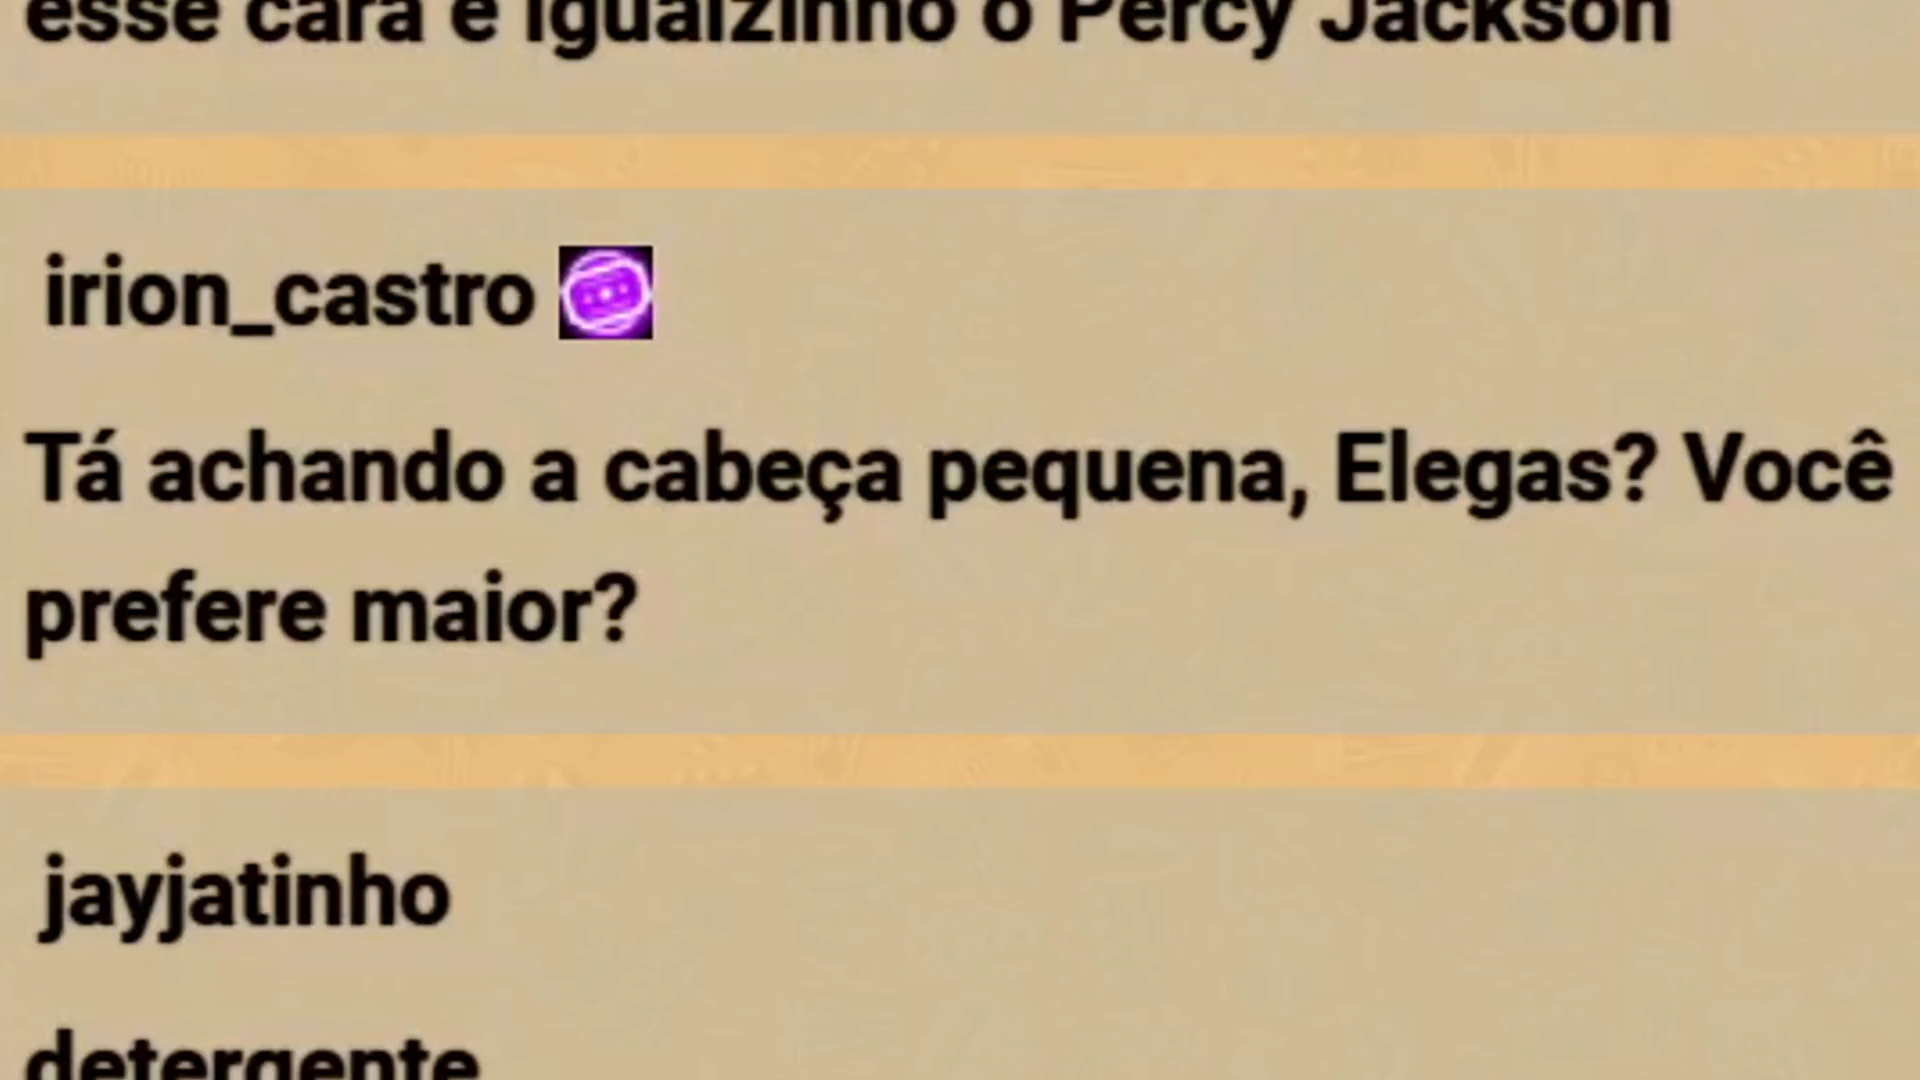 esse cara é igualzinho o Percy Jackson
irion_castro
Tá achando a cabeça pequena, Elegas? Você
prefere maior?
jayjatinho
detergente